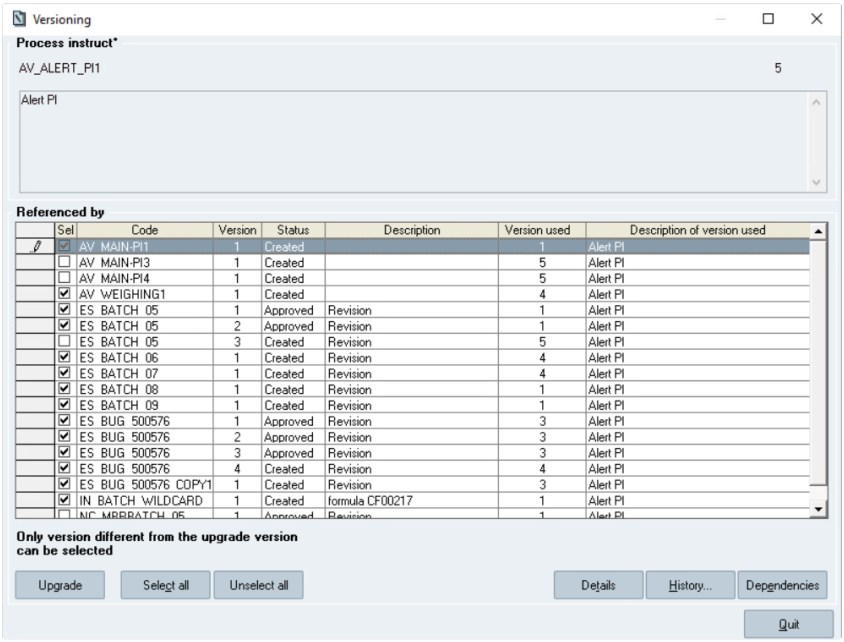 Versioning
Process instruct*
AV_ALERT_PI1 5
Alert PI
Referenced by
Sel Code Version Status Description Version used Description of version used
AV MAIN-PI1 1 Created 1 Alert PI
AV MAIN-PI3 1 Created 5 Alert PI
AV MAIN-PI4 1 Created 5 Alert PI
AV WEIGHING1 1 Created 4 Alert PI
ES BATCH 05 1 Approved Revision 1 Alert PI
ES BATCH 05 2 Approved Revision 1 Alert PI
ES BATCH 05 3 Created Revision 5 Alert PI
ES BATCH 06 1 Created Revision 4 Alert PI
ES BATCH 07 1 Created Revision 4 Alert PI
ES BATCH 08 1 Created Revision 1 Alert PI
ES BATCH 09 1 Created Revision 1 Alert PI
ES BUG 500576 1 Approved Revision 3 Alert PI
ES BUG 500576 2 Approved Revision 3 Alert PI
ES BUG 500576 3 Approved Revision 3 Alert PI
ES BUG 500576 4 Created Revision 4 Alert PI
ES BUG 500576 COPY1 1 Created Revision 3 Alert PI
IN BATCH WILDCARD 1 Created formula CF00217 1 Alert PI
NC MBRBATCH 05 1 Approved Revision 1 Alert PI
Only version different from the upgrade version
can be selected
Upgrade Select all Unselect all Details History... Dependencies
Quit